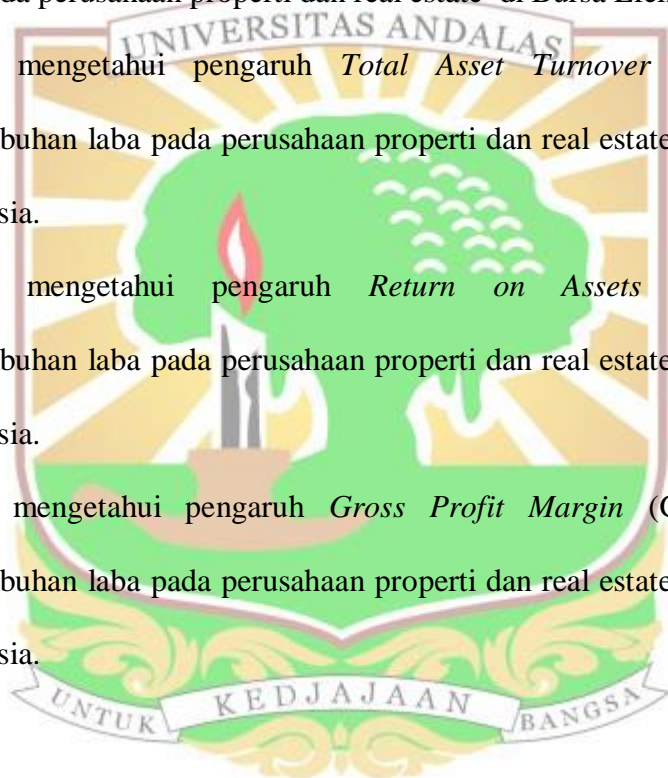 da perusahaan properti dan real estate di Bursa Efek
UNIVERSITAS ANDALAS
mengetahui pengaruh Total Asset Turnover
buhan laba pada perusahaan properti dan real estate
sia.
mengetahui pengaruh Return on Assets
buhan laba pada perusahaan properti dan real estate
sia.
mengetahui pengaruh Gross Profit Margin (
buhan laba pada perusahaan properti dan real estate
sia.
UNTUK KEDJAJAAN BANGSA